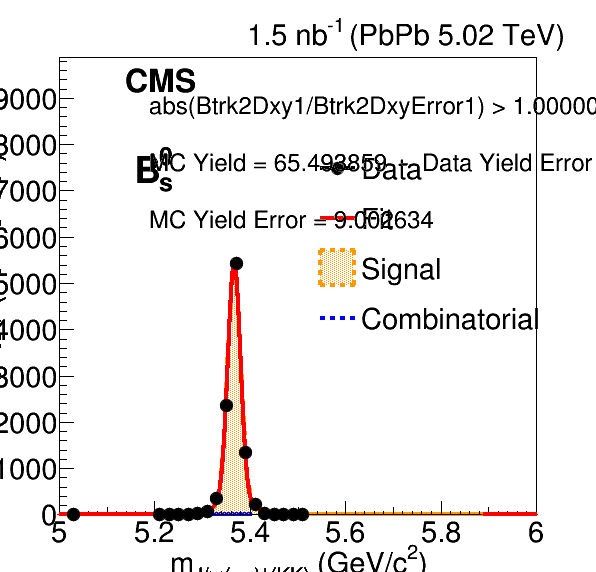 1.5 nb-1 (PbPb 5.02 TeV)
CMS
abs(Btrk2Dxy1/Btrk2DxyError1) > 1.00000
B0s
MC Yield = 65.493859 Data Yield Error
Data
MC Yield Error = 9.002634
Fit
Signal
Combinatorial
9000
8000
7000
6000
5000
4000
3000
2000
1000
0
5 5.2 5.4 5.6 5.8 6
m (GeV/c2)